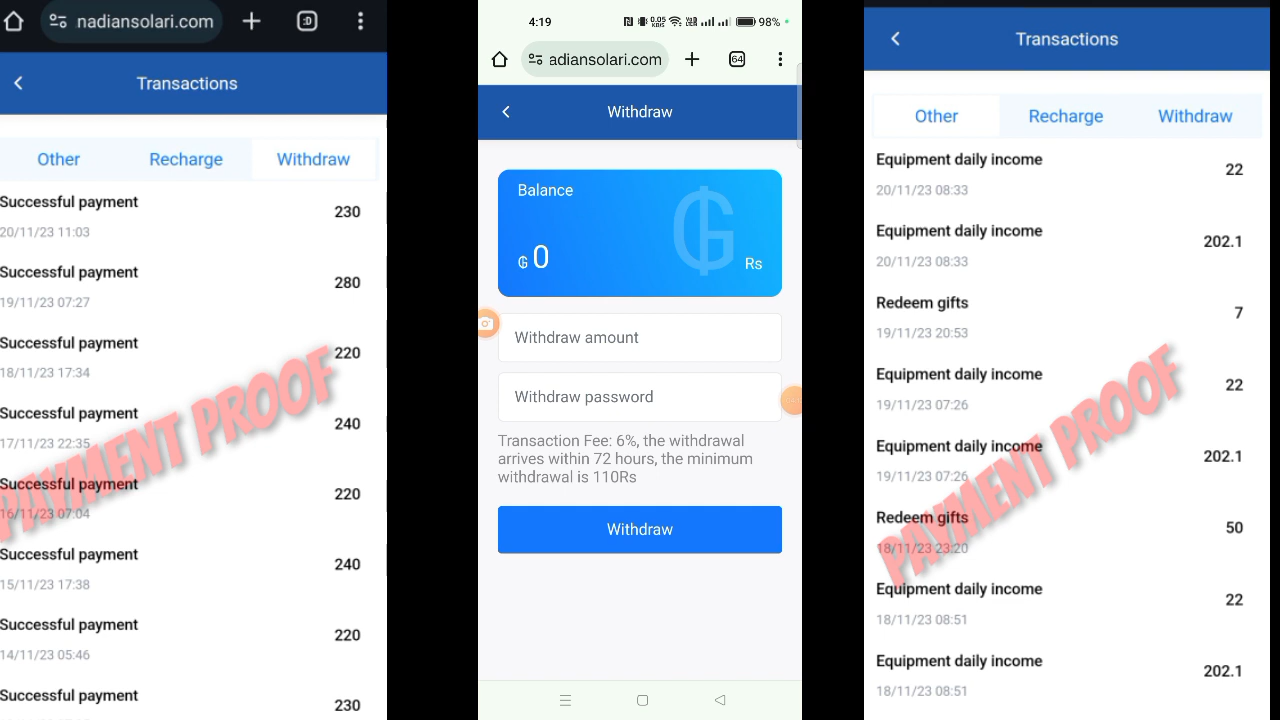 nadiansolari.com
:D
Transactions
Other Recharge Withdraw
Successful payment 230
20/11/23 11:03
Successful payment 280
19/11/23 07:27
Successful payment 220
18/11/23 17:34
Successful payment 240
17/11/23 22:35
Successful payment 220
16/11/23 07:04
Successful payment 240
15/11/23 17:38
Successful payment 220
14/11/23 05:46
Successful payment 230
PAYMENT PROOF
4:19 0.05 KB/S 98%
adiansolari.com 64
Withdraw
Balance
₲ 0 Rs
Withdraw amount
Withdraw password
Transaction Fee: 6%, the withdrawal
arrives within 72 hours, the minimum
withdrawal is 110Rs
Withdraw
Transactions
Other Recharge Withdraw
Equipment daily income 22
20/11/23 08:33
Equipment daily income 202.1
20/11/23 08:33
Redeem gifts 7
19/11/23 20:53
Equipment daily income 22
19/11/23 07:26
Equipment daily income 202.1
19/11/23 07:26
Redeem gifts 50
18/11/23 23:20
Equipment daily income 22
18/11/23 08:51
Equipment daily income 202.1
18/11/23 08:51
PAYMENT PROOF